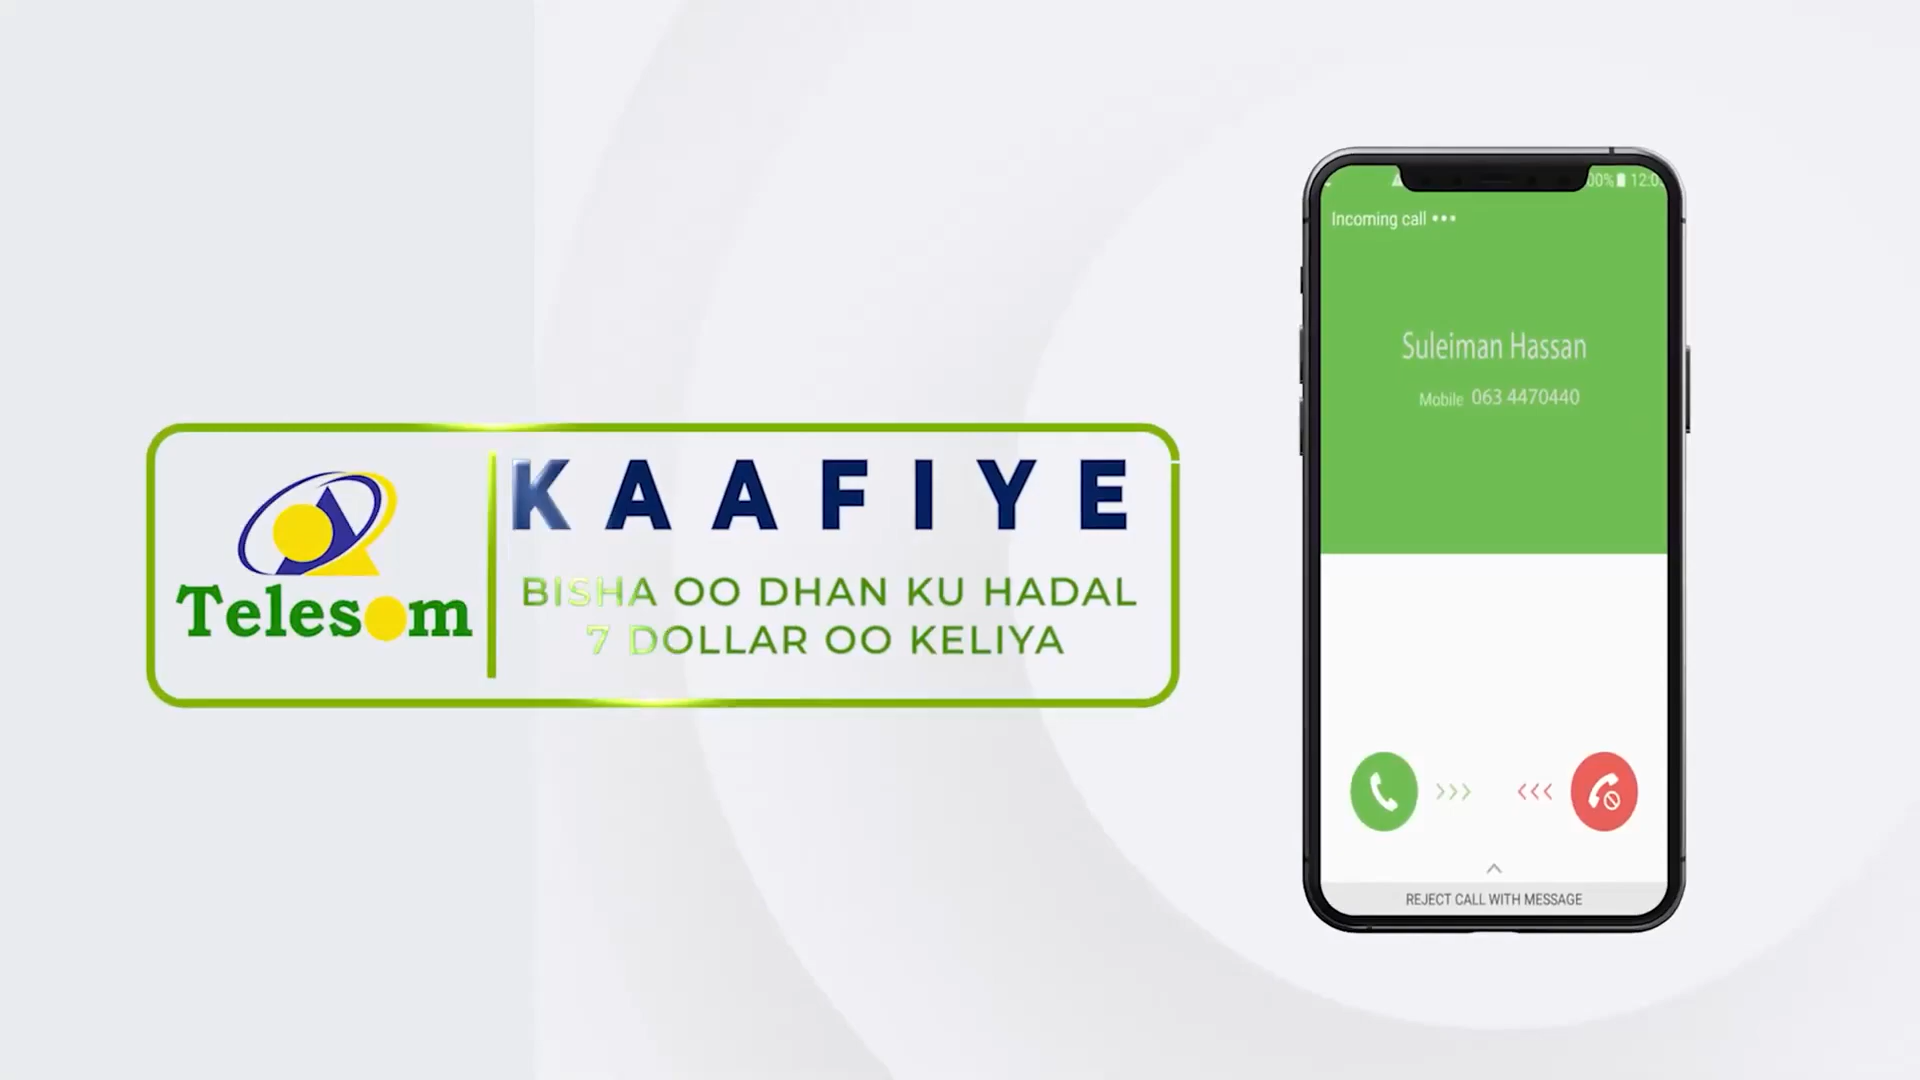 Telesom
KAAFIYE
BISHA OO DHAN KU HADAL
7 DOLLAR OO KELIYA
Incoming call •••
Suleiman Hassan
Mobile 063 4470440
REJECT CALL WITH MESSAGE